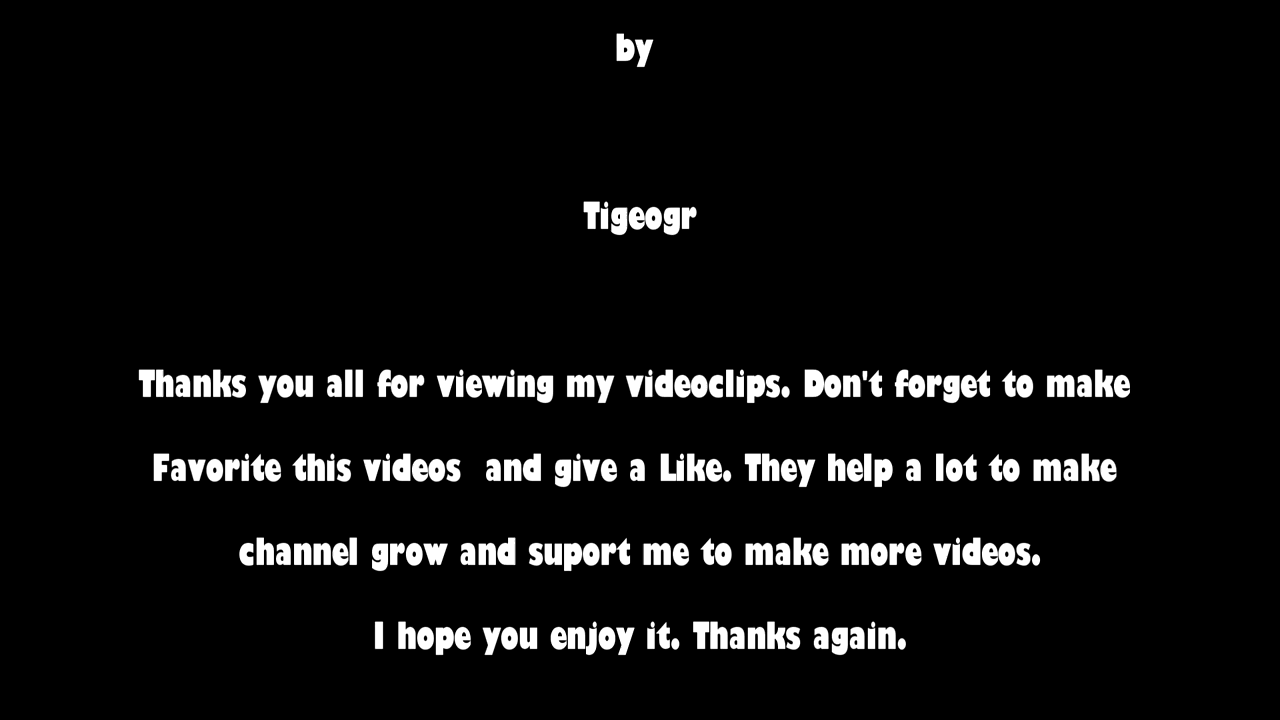 by
Tigeogr
Thanks you all for viewing my videoclips. Don't forget to make
Favorite this videos  and give a Like. They help a lot to make
channel grow and suport me to make more videos.
I hope you enjoy it. Thanks again.